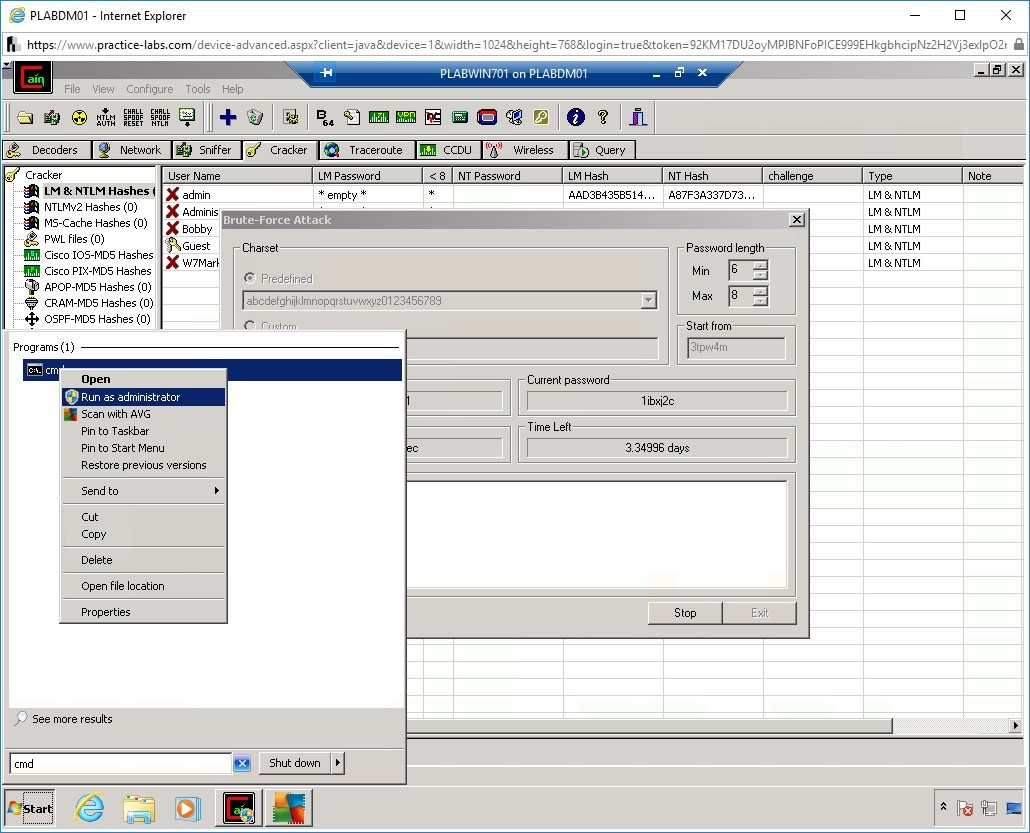 PLABDM01 - Internet Explorer
https://www.practice-labs.com/device-advanced.aspx?client=java&device=1&width=1024&height=768&login=true&token=92KM17DU2oyMPJBNFoPICE999EHkgbhcipNz2H2Vj3exlpO2r
PLABWIN701 on PLABDM01
Cain
File View Configure Tools Help
NTLM AUTH
CHALL SPOOF RESET
CHALL SPOOF NTLM
B64
Decoders Network Sniffer Cracker Traceroute CCDU Wireless Query
Cracker
LM & NTLM Hashes (
NTLMv2 Hashes (0)
MS-Cache Hashes (0)
PWL files (0)
Cisco IOS-MD5 Hashes
Cisco PIX-MD5 Hashes
APOP-MD5 Hashes (0)
CRAM-MD5 Hashes (0)
OSPF-MD5 Hashes (0)
User Name LM Password < 8 NT Password LM Hash NT Hash challenge Type Note
admin * empty * * AAD3B435B514... A87F3A337D73... LM & NTLM
Adminis LM & NTLM
Bobby LM & NTLM
Guest LM & NTLM
W7Mark LM & NTLM
Brute-Force Attack
Charset
Predefined
abcdefghijklmnopqrstuvwxyz0123456789
Custom
Password length
Min 6
Max 8
Start from
3tpw4m
1
Current password
1ibxj2c
ec
Time Left
3.34996 days
Stop Exit
Programs (1)
cmd
Open
Run as administrator
Scan with AVG
Pin to Taskbar
Pin to Start Menu
Restore previous versions
Send to
Cut
Copy
Delete
Open file location
Properties
See more results
cmd
Shut down
Start